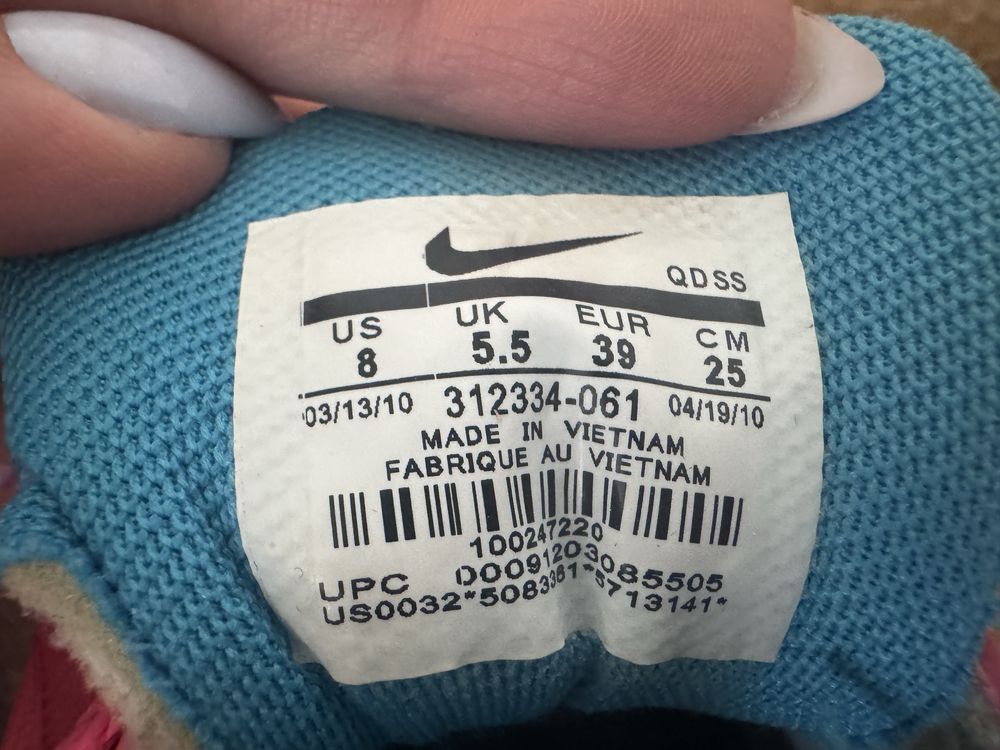 QDSS
US UK EUR CM
8 5.5 39 25
03/13/10 312334-061 04/19/10
MADE IN VIETNAM
FABRIQUE AU VIETNAM
100247220
UPC 00091203085505
US0032*5083381*5713141*